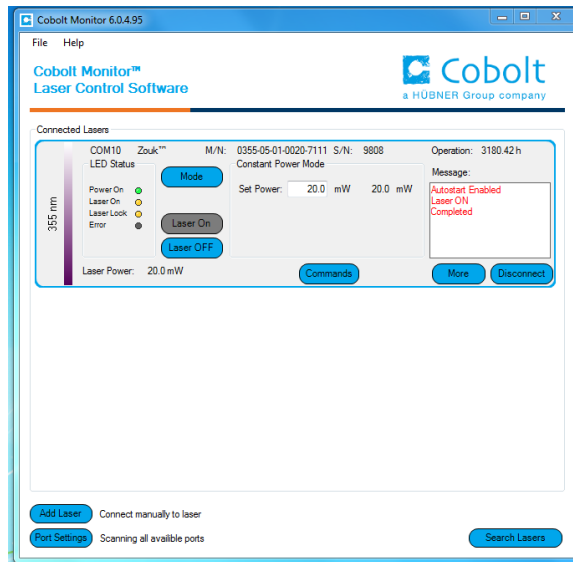 Cobolt Monitor 6.0.4.95
File Help
Cobolt Monitor™
Laser Control Software
Cobolt
a HÜBNER Group company
Connected Lasers
COM10 Zouk™ M/N: 0355-05-01-0020-7111 S/N: 9808 Operation: 3180.42 h
LED Status
Mode
Constant Power Mode
Message:
Power On
Laser On
Laser Lock
Error
Set Power: 20.0 mW 20.0 mW
Autostart Enabled
Laser ON
Completed
355 nm
Laser On
Laser OFF
Laser Power: 20.0 mW
Commands
More
Disconnect
Add Laser Connect manually to laser
Port Settings Scanning all availible ports
Search Lasers